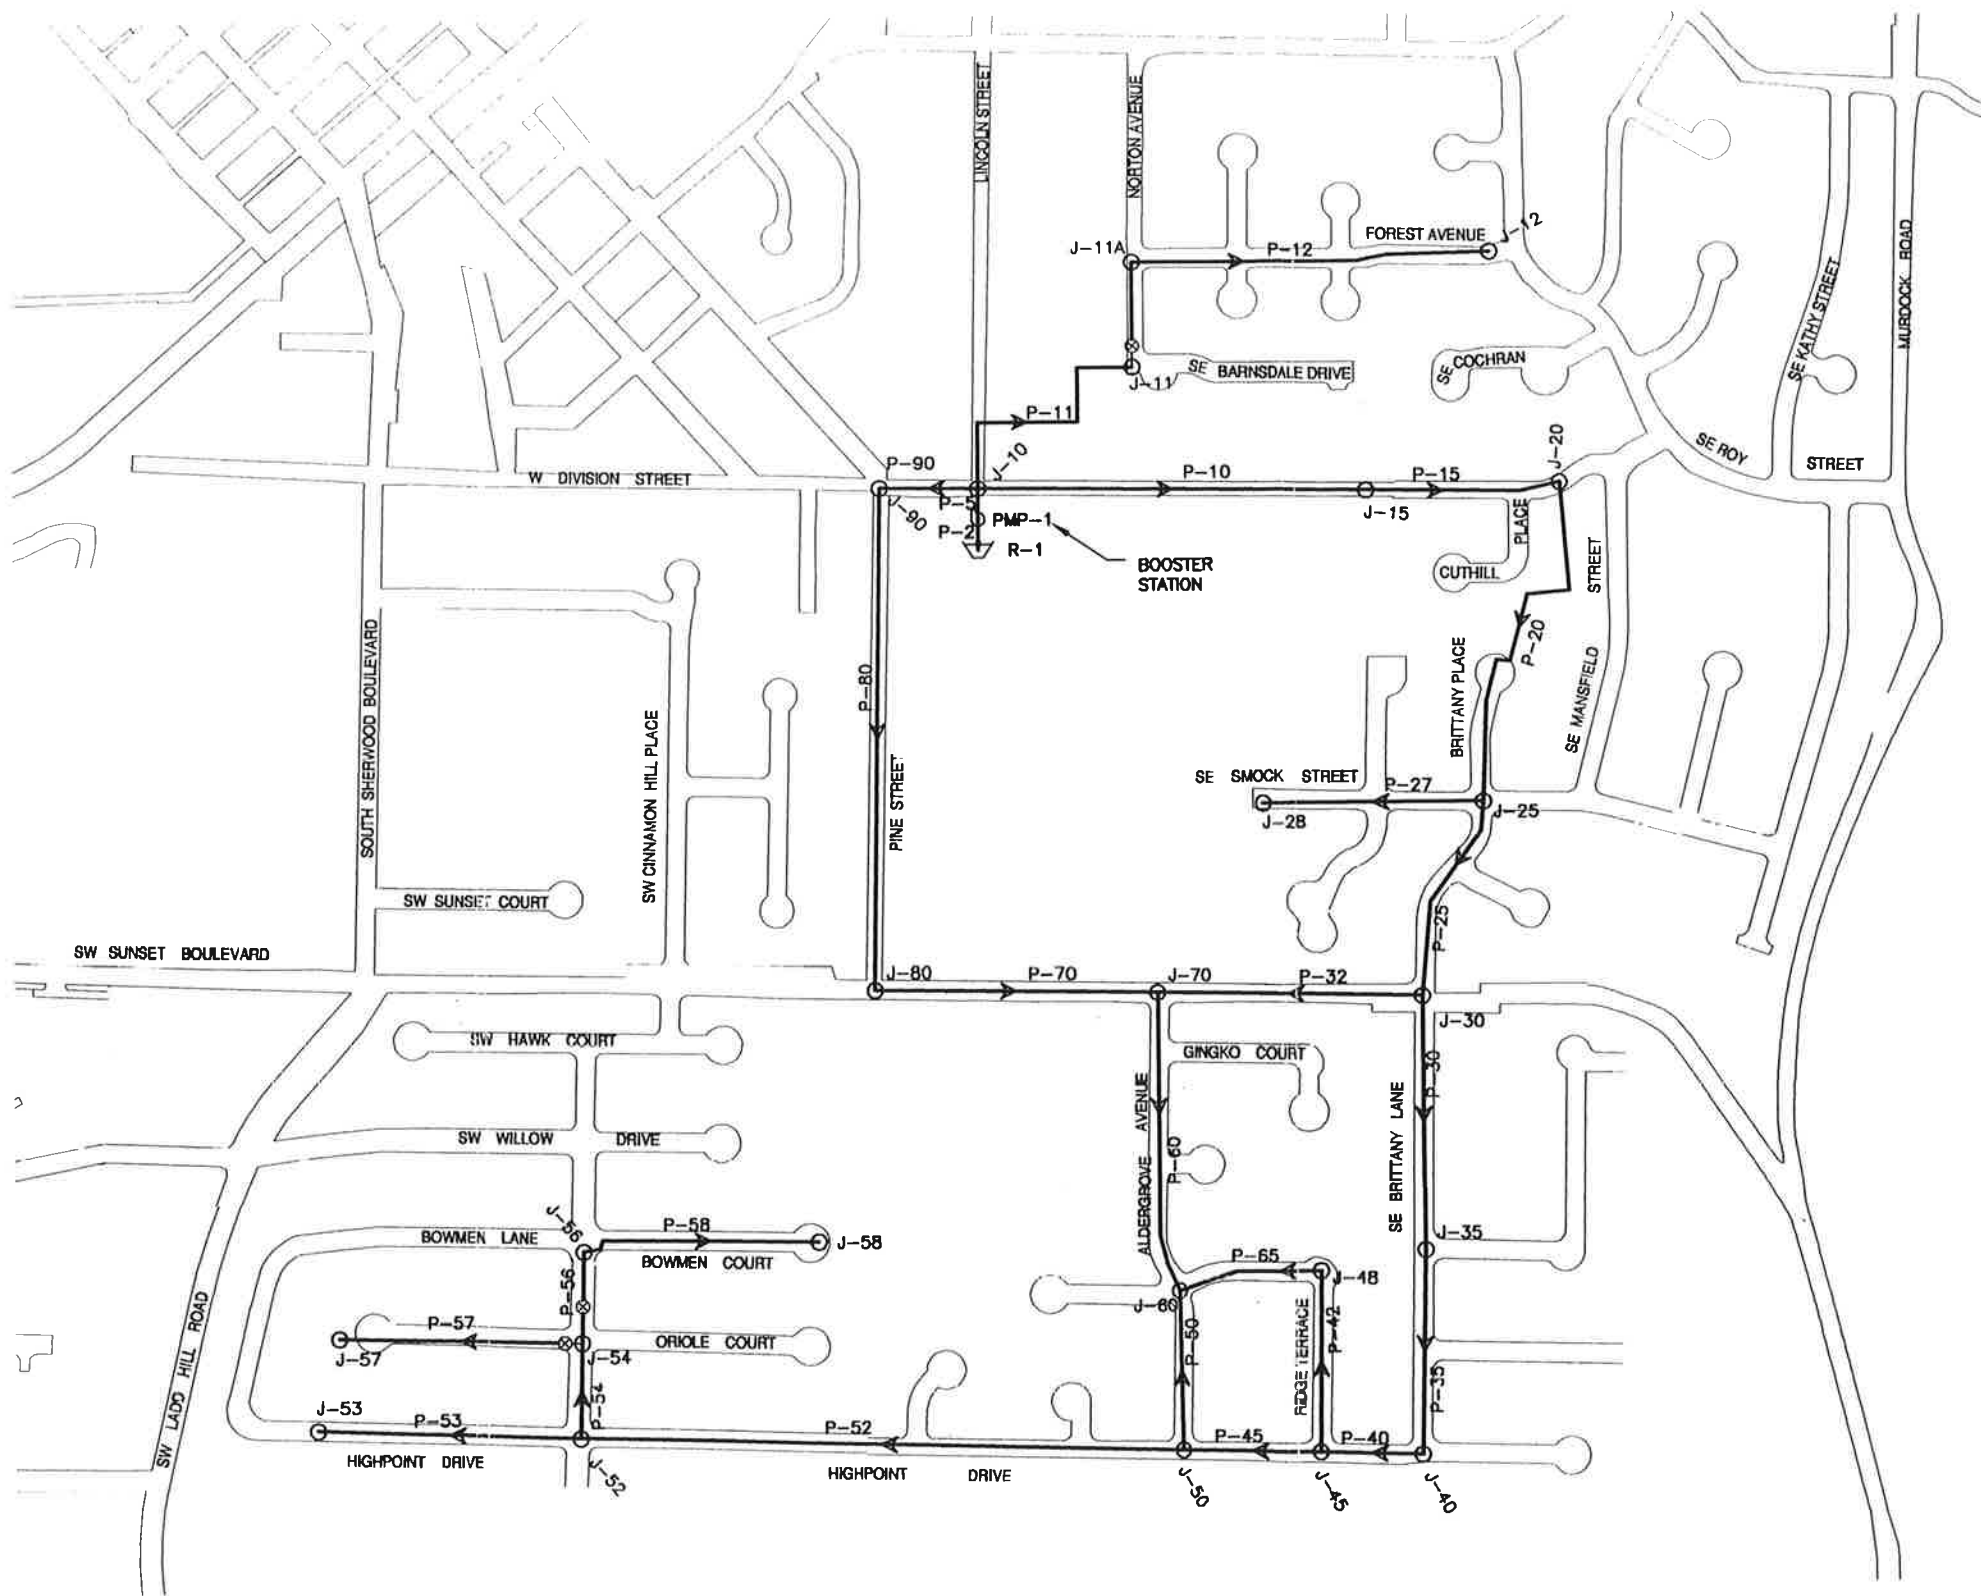 LINCOLN STREET
NORTON AVENUE
J-11A
P-12
FOREST AVENUE
J-12
MURDOCK ROAD
SE KATHY STREET
J-11
SE BARNSDALE DRIVE
SE COCHRAN
P-11
P-90
J-10
P-10
P-15
J-20
SE ROY
STREET
W DIVISION STREET
J-90
P-5
PMP-1
P-2
R-1
J-15
PLACE
BOOSTER
STATION
CUTHILL
STREET
P-20
SE MANSFIELD
BRITTANY PLACE
SOUTH SHERWOOD BOULEVARD
SW CINNAMON HILL PLACE
P-80
PINE STREET
SE SMOCK STREET
P-27
J-28
J-25
SW SUNSET COURT
P-25
SW SUNSET BOULEVARD
J-80
P-70
J-70
P-32
J-30
SW HAWK COURT
GINGKO COURT
P-30
SW WILLOW DRIVE
ALDERGROVE AVENUE
P-60
SE BRITTANY LANE
J-56
P-58
J-58
BOWMEN LANE
BOWMEN COURT
J-35
P-65
J-48
P-56
J-60
SW LADD HILL ROAD
P-57
J-57
J-54
ORIOLE COURT
P-50
RIDGE TERRACE
P-42
P-35
J-53
P-53
P-54
P-52
P-45
P-40
HIGHPOINT DRIVE
J-52
HIGHPOINT DRIVE
J-50
J-45
J-40